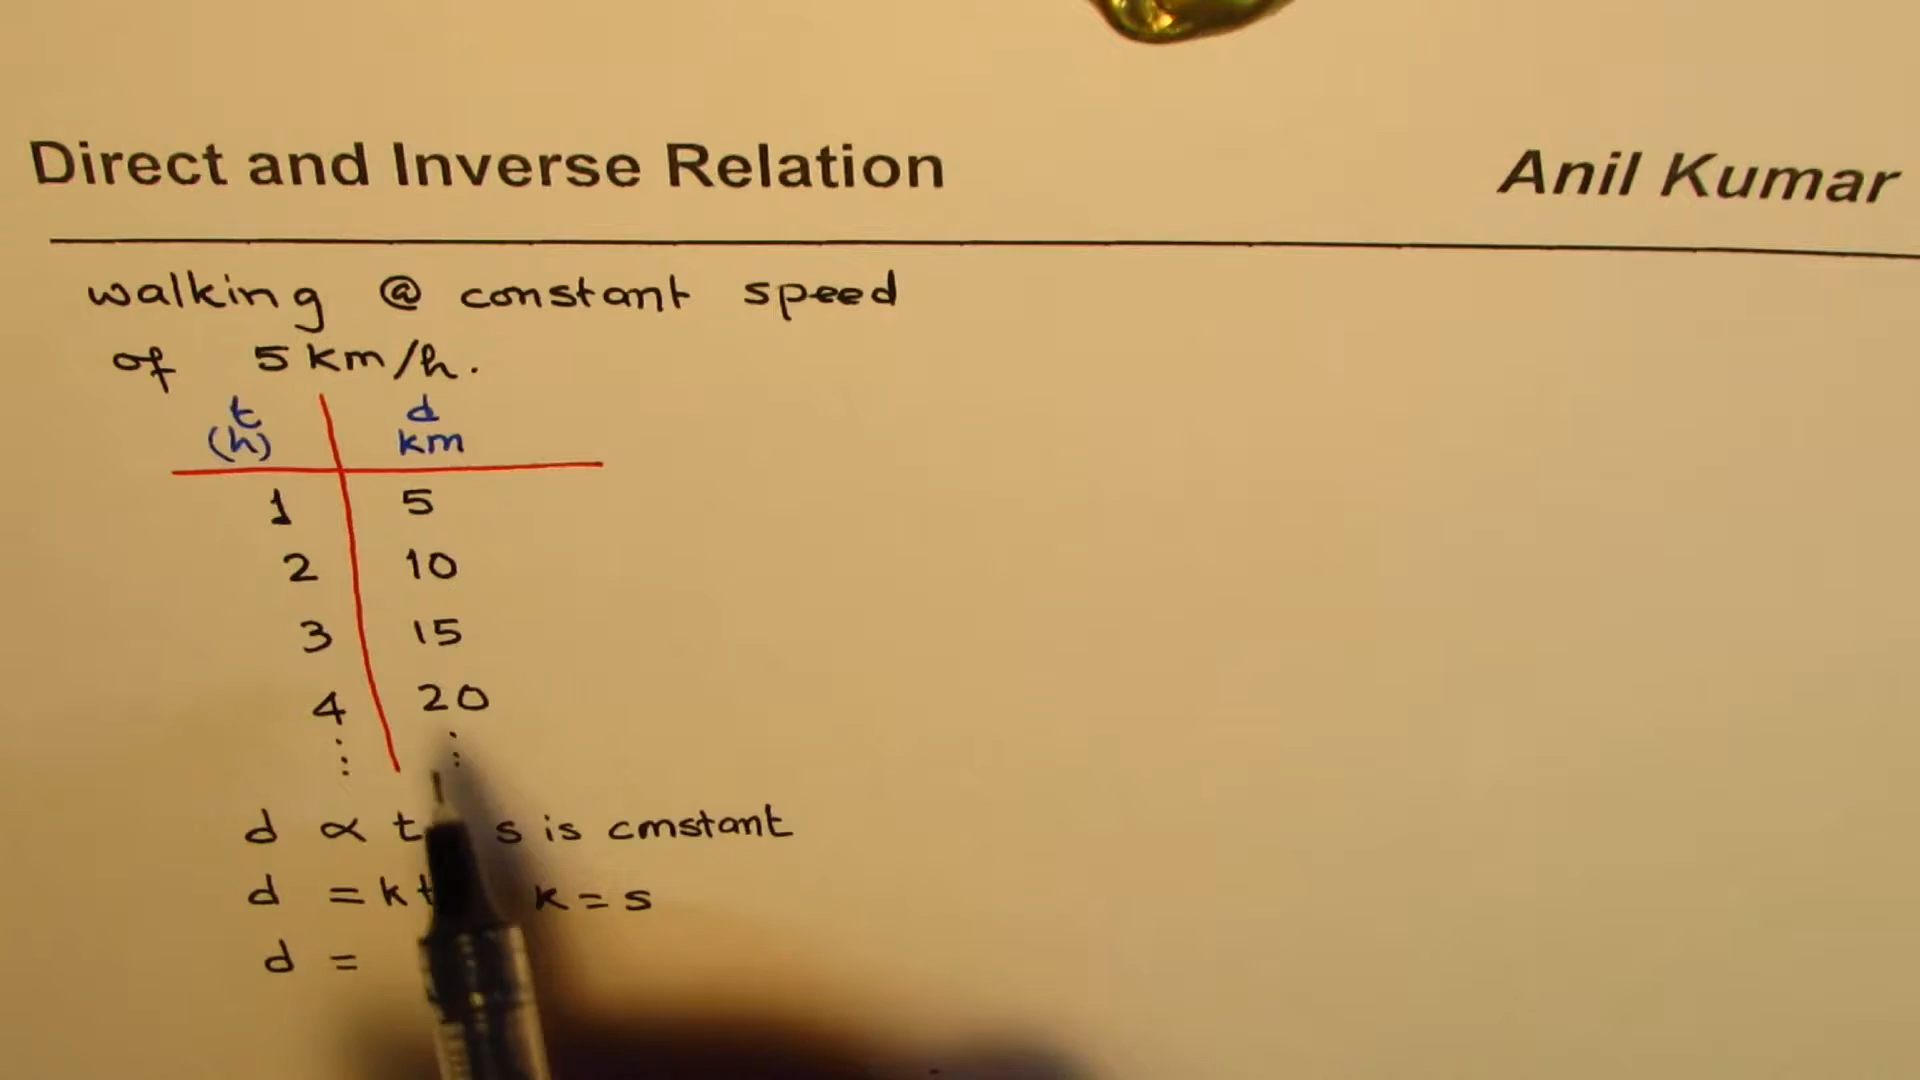 Direct and Inverse Relation
Anil Kumar
walking @ constant speed
of 5 km/h.
t d
(h) km
1 5
2 10
3 15
4 20
⋮ ⋮
d ∝ t s is cmstant
d = kt k = s
d =